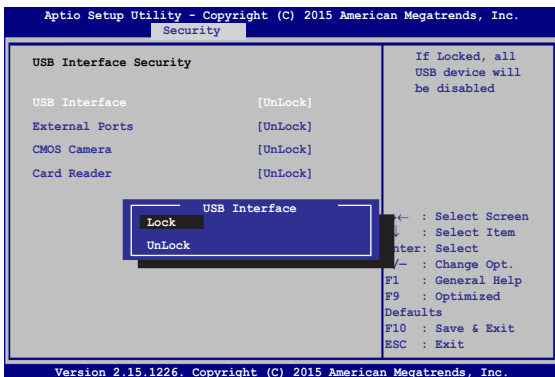 Aptio Setup Utility - Copyright (C) 2015 American Megatrends, Inc.
Security
USB Interface Security
USB Interface [UnLock]
External Ports [UnLock]
CMOS Camera [UnLock]
Card Reader [UnLock]
If Locked, all
USB device will
be disabled
USB Interface
Lock
UnLock
← : Select Screen
↓ : Select Item
nter: Select
/— : Change Opt.
F1 : General Help
F9 : Optimized
Defaults
F10 : Save & Exit
ESC : Exit
Version 2.15.1226. Copyright (C) 2015 American Megatrends, Inc.